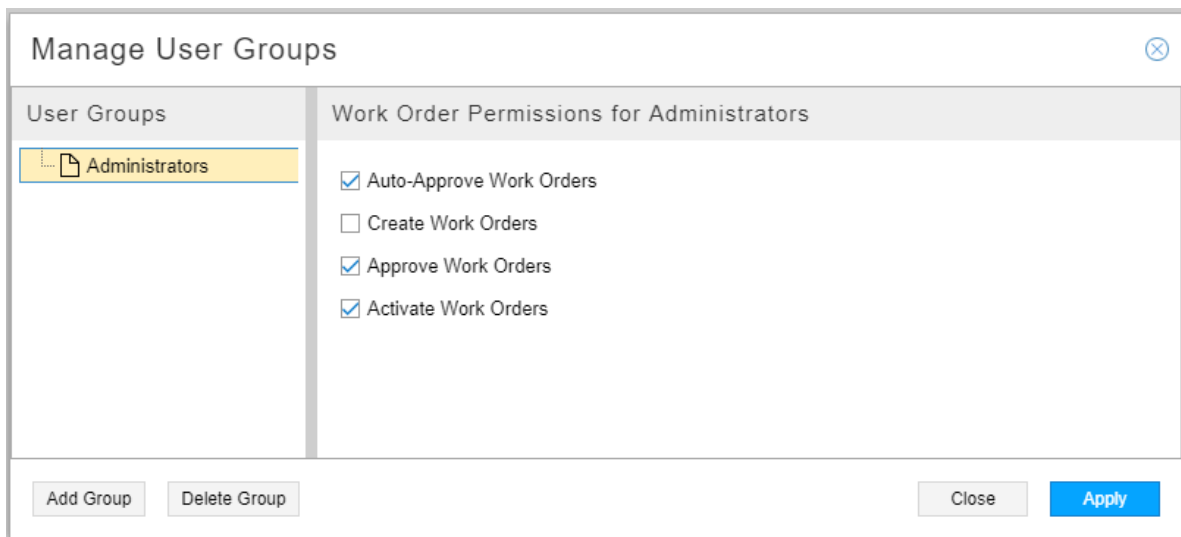 Manage User Groups
User Groups
Work Order Permissions for Administrators
Administrators
Auto-Approve Work Orders
Create Work Orders
Approve Work Orders
Activate Work Orders
Add Group
Delete Group
Close
Apply